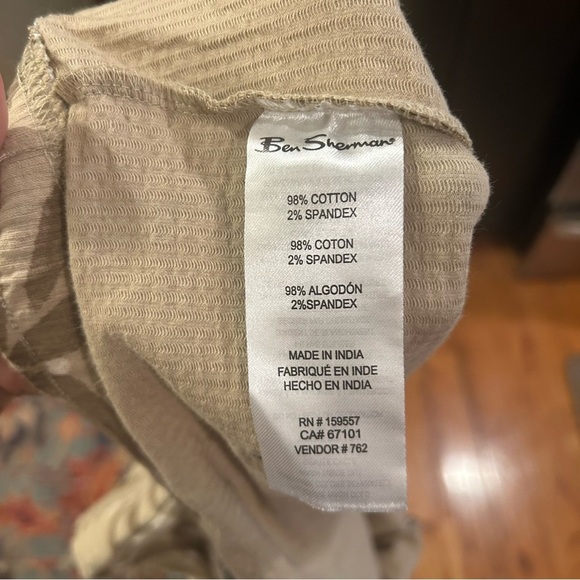 Ben Sherman
98% COTTON
2% SPANDEX
98% COTON
2% SPANDEX
98% ALGODÓN
2%SPANDEX
MADE IN INDIA
FABRIQUÉ EN INDE
HECHO EN INDIA
RN # 159557
CA# 67101
VENDOR # 762